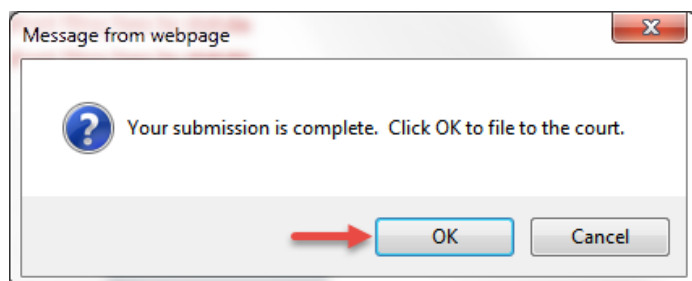 Message from webpage
Your submission is complete.  Click OK to file to the court.
OK
Cancel